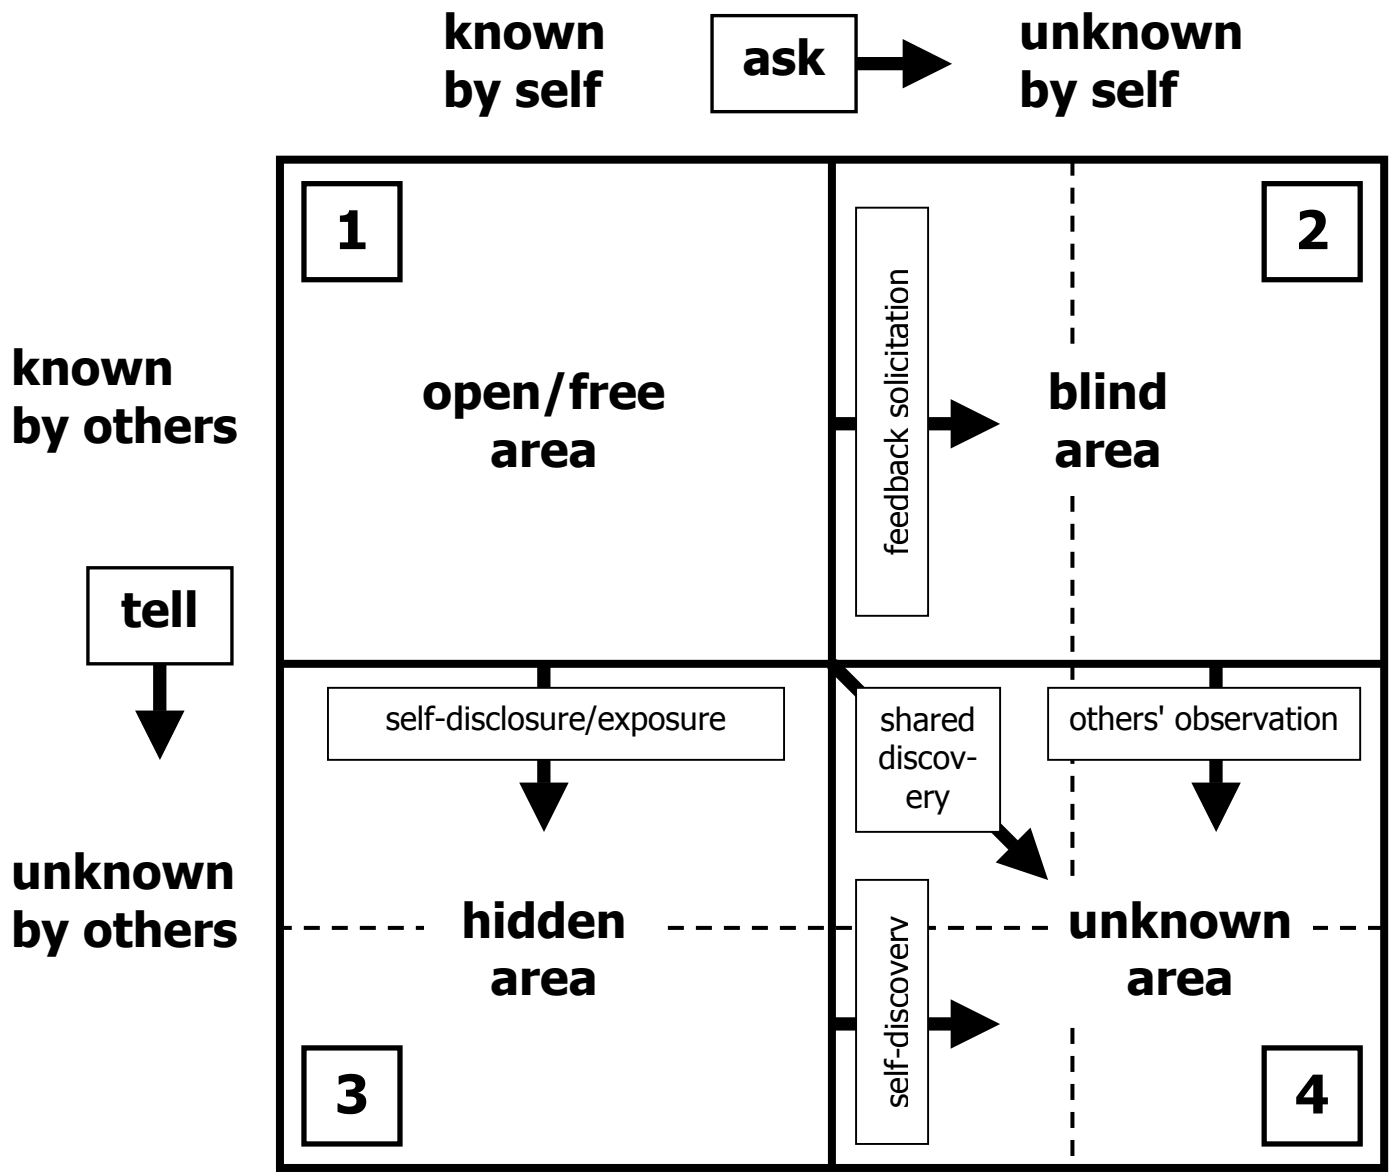 known
by self
ask
unknown
by self
1
2
known
by others
open/free
area
feedback solicitation
blind
area
tell
self-disclosure/exposure
shared
discov-
ery
others' observation
unknown
by others
hidden
area
self-discovery
unknown
area
3
4